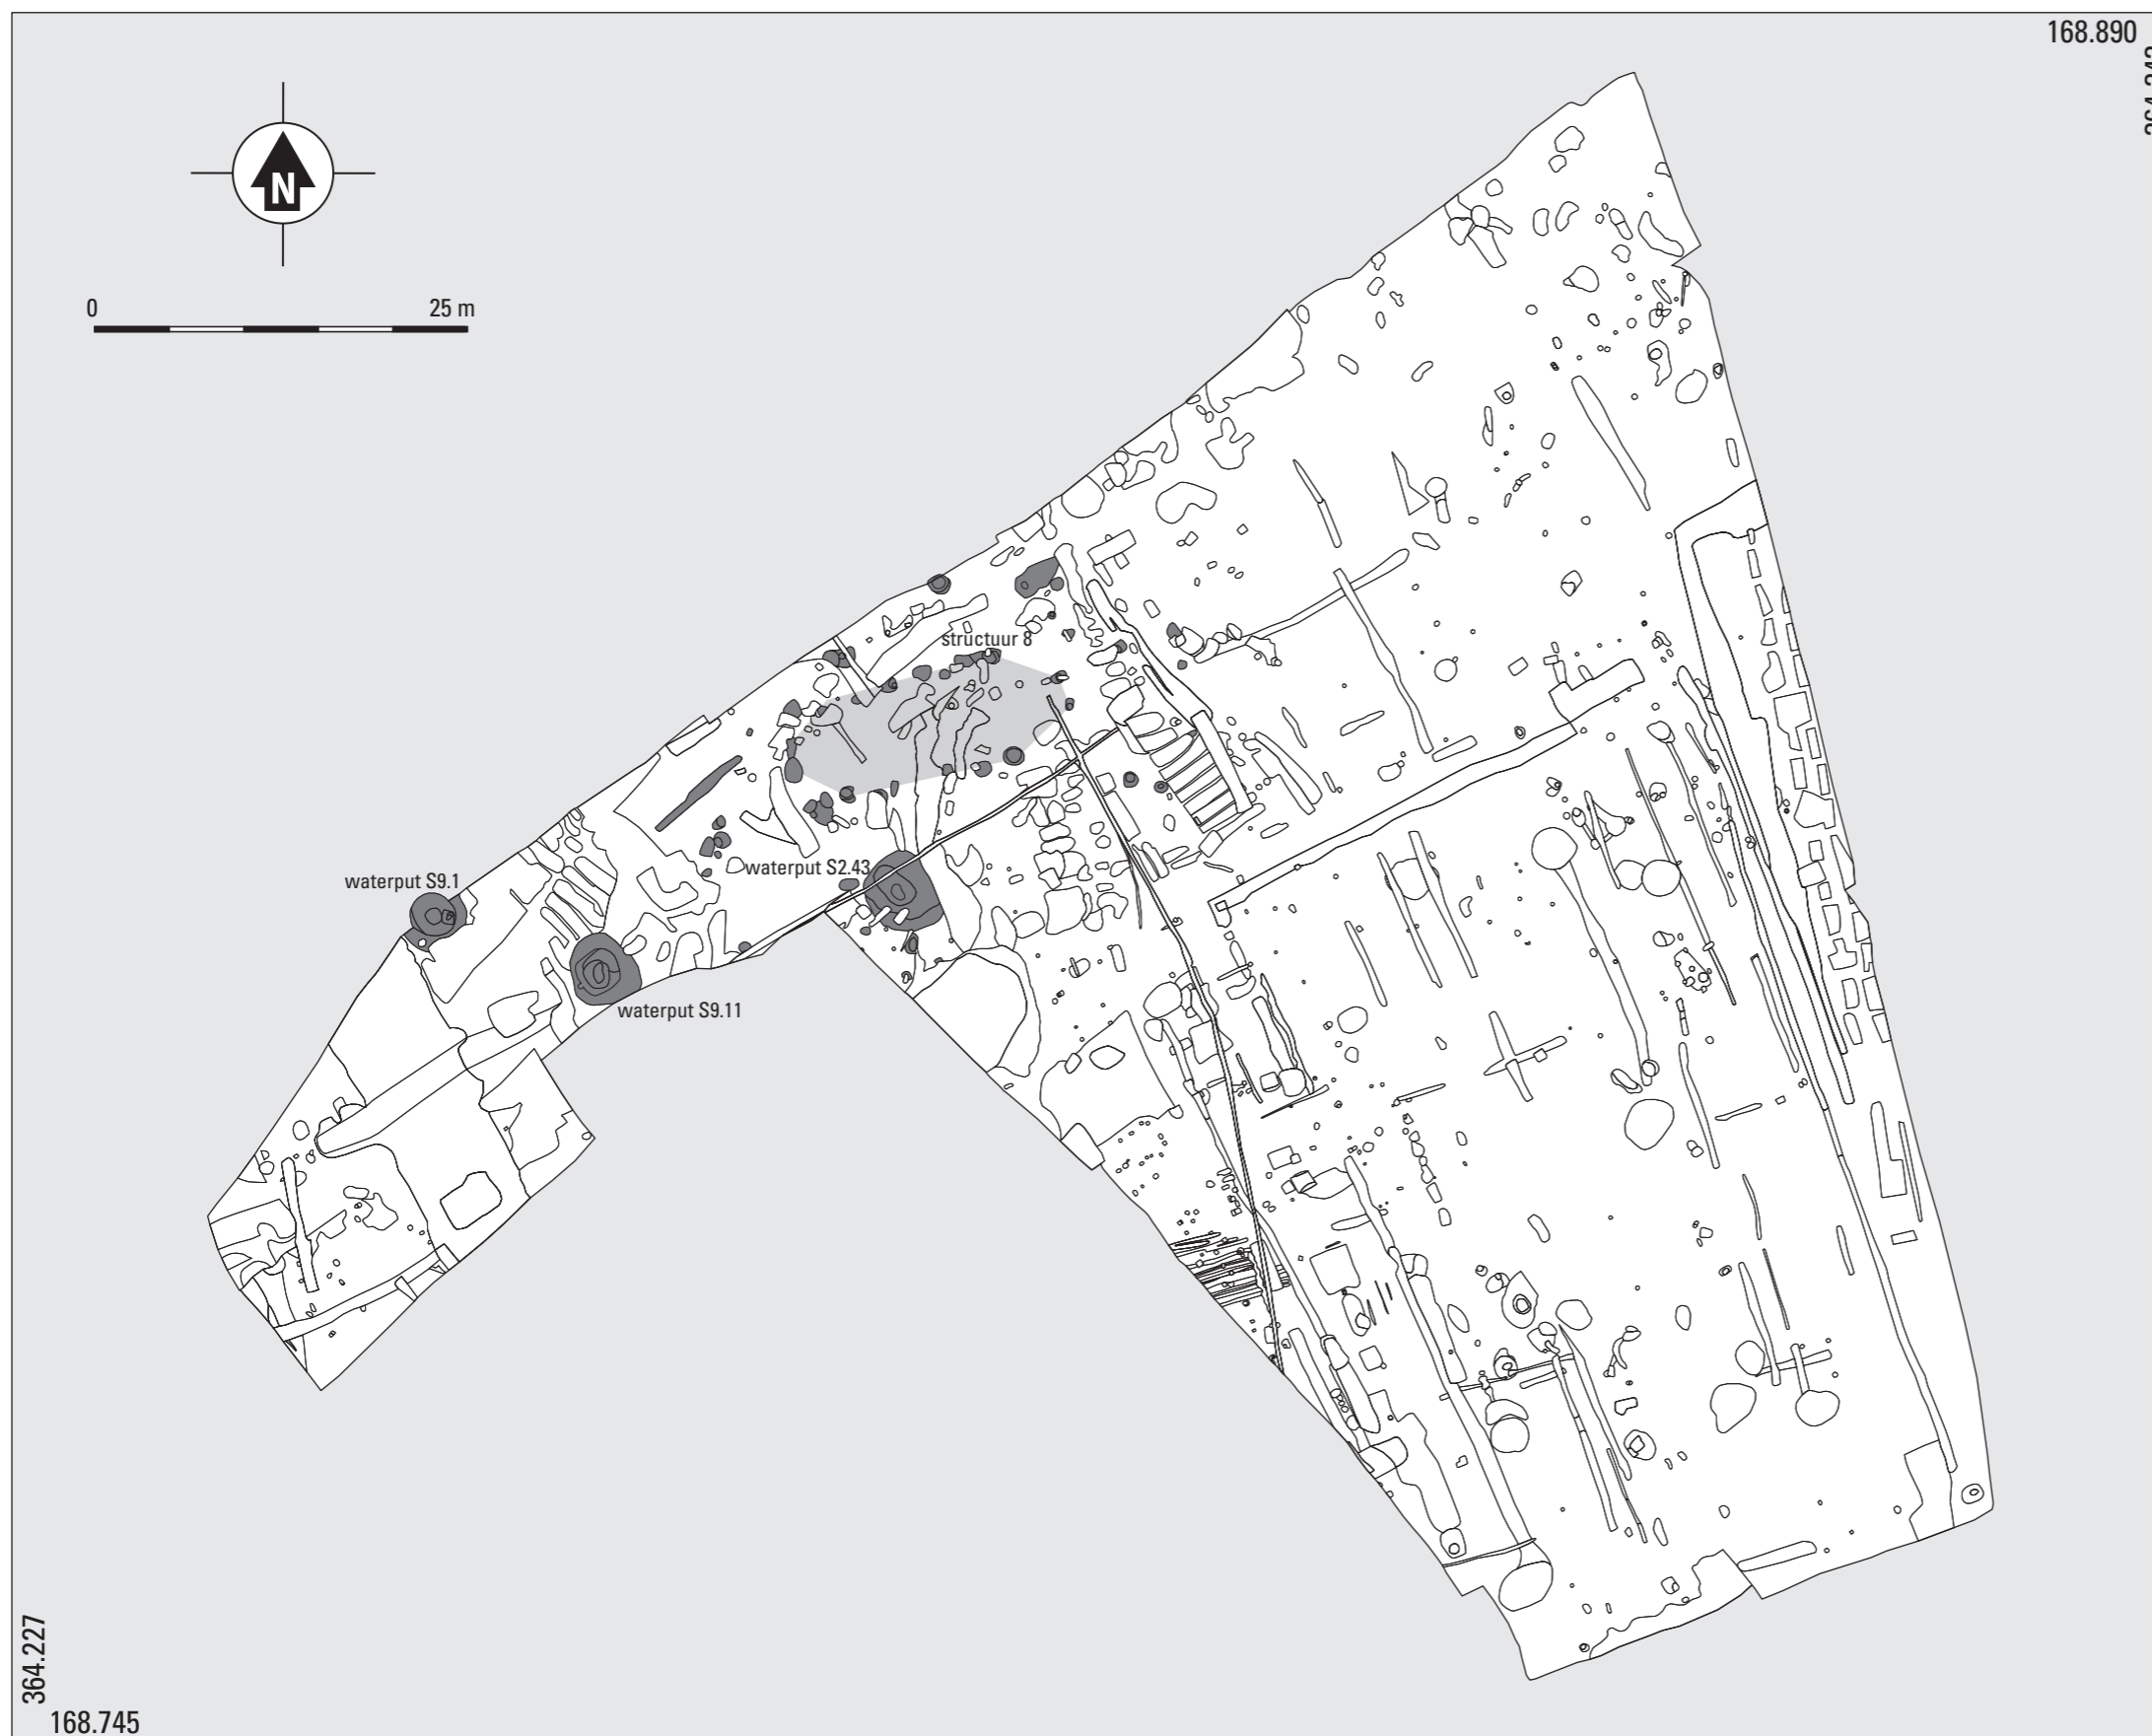 168.890
N
0 25 m
structuur 8
waterput S2.43
waterput S9.1
waterput S9.11
364.227
168.745